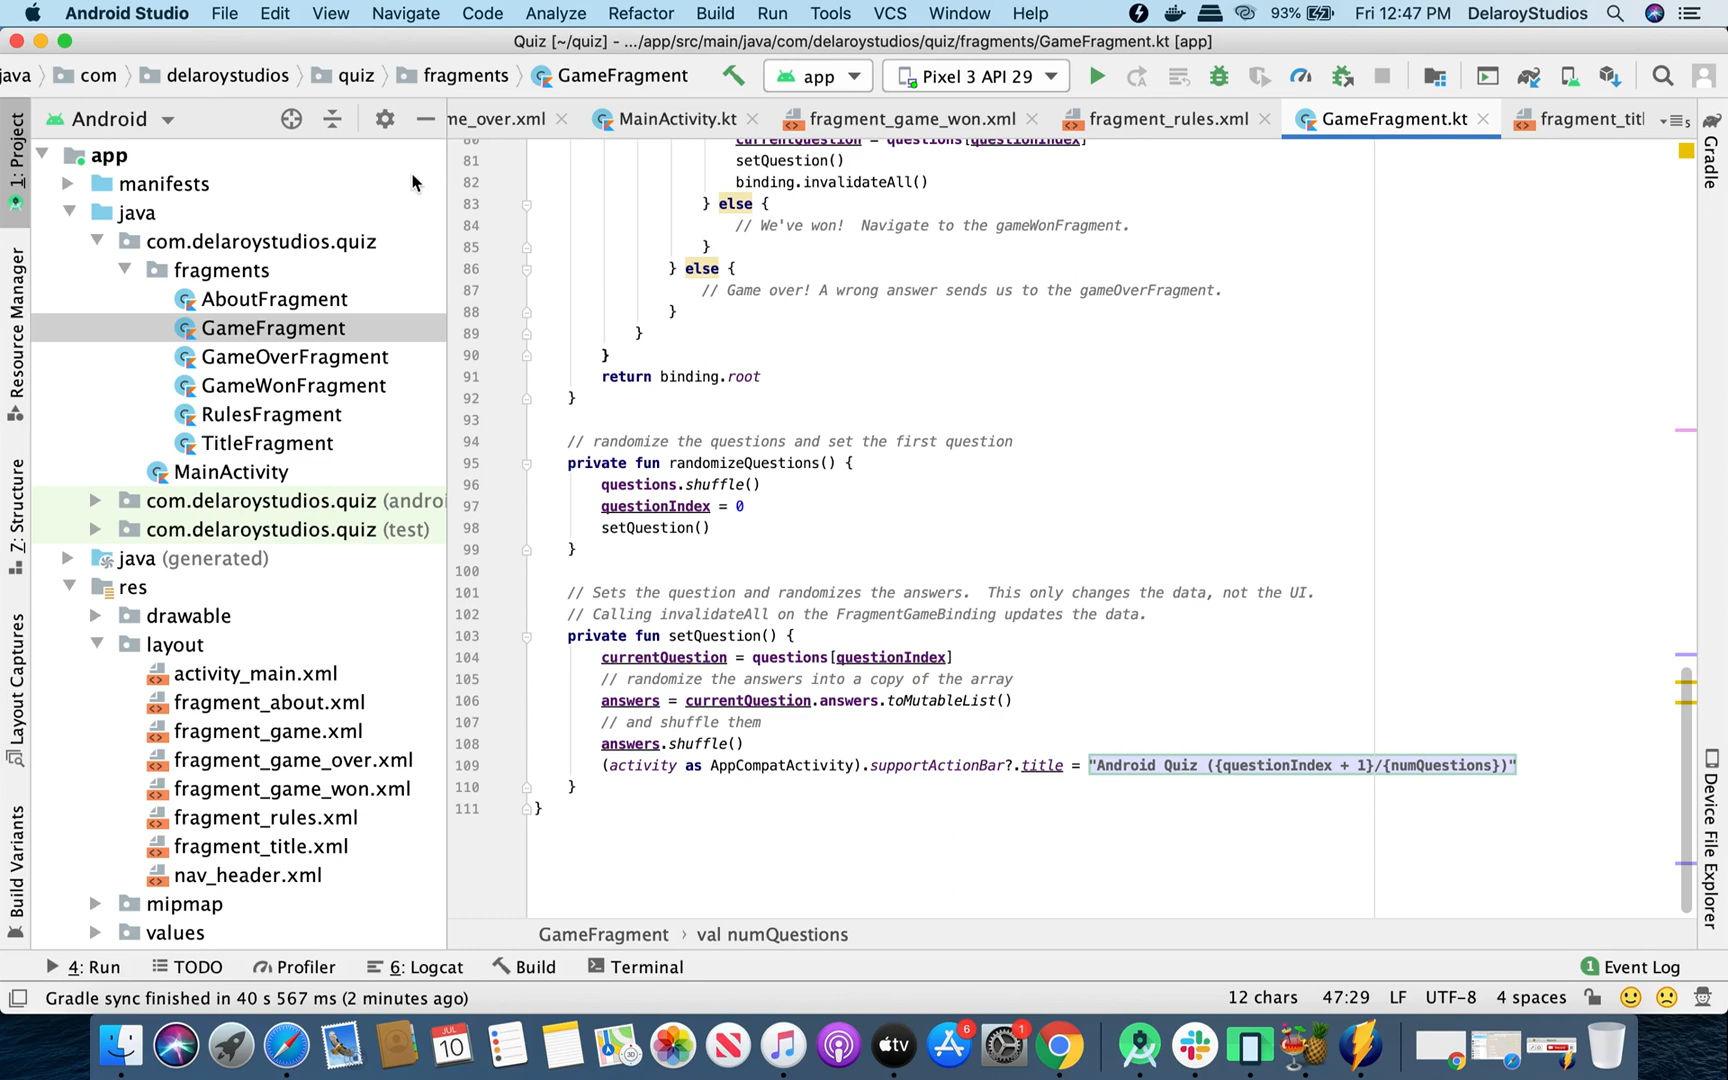 Android Studio File Edit View Navigate Code Analyze Refactor Build Run Tools VCS Window Help 93% Fri 12:47 PM DelaroyStudios
Quiz [~/quiz] - .../app/src/main/java/com/delaroystudios/quiz/fragments/GameFragment.kt [app]
java com delaroystudios quiz fragments GameFragment app Pixel 3 API 29
Android
me_over.xml MainActivity.kt fragment_game_won.xml fragment_rules.xml GameFragment.kt fragment_titl 5
1: Project
Resource Manager
7: Structure
Layout Captures
Build Variants
app
manifests
java
com.delaroystudios.quiz
fragments
AboutFragment
GameFragment
GameOverFragment
GameWonFragment
RulesFragment
TitleFragment
MainActivity
com.delaroystudios.quiz (androi
com.delaroystudios.quiz (test)
java (generated)
res
drawable
layout
activity_main.xml
fragment_about.xml
fragment_game.xml
fragment_game_over.xml
fragment_game_won.xml
fragment_rules.xml
fragment_title.xml
nav_header.xml
mipmap
values
80 currentQuestion = questions[questionIndex]
81 setQuestion()
82 binding.invalidateAll()
83 } else {
84 // We've won!  Navigate to the gameWonFragment.
85 }
86 } else {
87 // Game over! A wrong answer sends us to the gameOverFragment.
88 }
89 }
90 }
91 return binding.root
92 }
93
94 // randomize the questions and set the first question
95 private fun randomizeQuestions() {
96 questions.shuffle()
97 questionIndex = 0
98 setQuestion()
99 }
100
101 // Sets the question and randomizes the answers.  This only changes the data, not the UI.
102 // Calling invalidateAll on the FragmentGameBinding updates the data.
103 private fun setQuestion() {
104 currentQuestion = questions[questionIndex]
105 // randomize the answers into a copy of the array
106 answers = currentQuestion.answers.toMutableList()
107 // and shuffle them
108 answers.shuffle()
109 (activity as AppCompatActivity).supportActionBar?.title = "Android Quiz ({questionIndex + 1}/{numQuestions})"
110 }
111 }
Gradle
Device File Explorer
GameFragment › val numQuestions
4: Run TODO Profiler 6: Logcat Build Terminal 1 Event Log
Gradle sync finished in 40 s 567 ms (2 minutes ago) 12 chars 47:29 LF UTF-8 4 spaces
JUL
10
tv
6
1